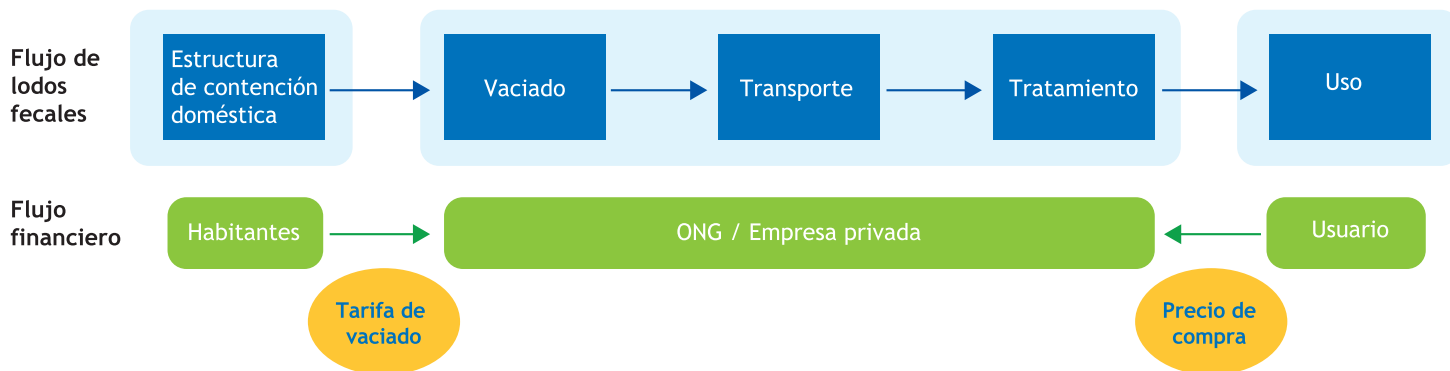 Flujo de
lodos
fecales
Estructura
de contención
doméstica
Vaciado
Transporte
Tratamiento
Uso
Flujo
financiero
Habitantes
ONG / Empresa privada
Usuario
Tarifa de
vaciado
Precio de
compra